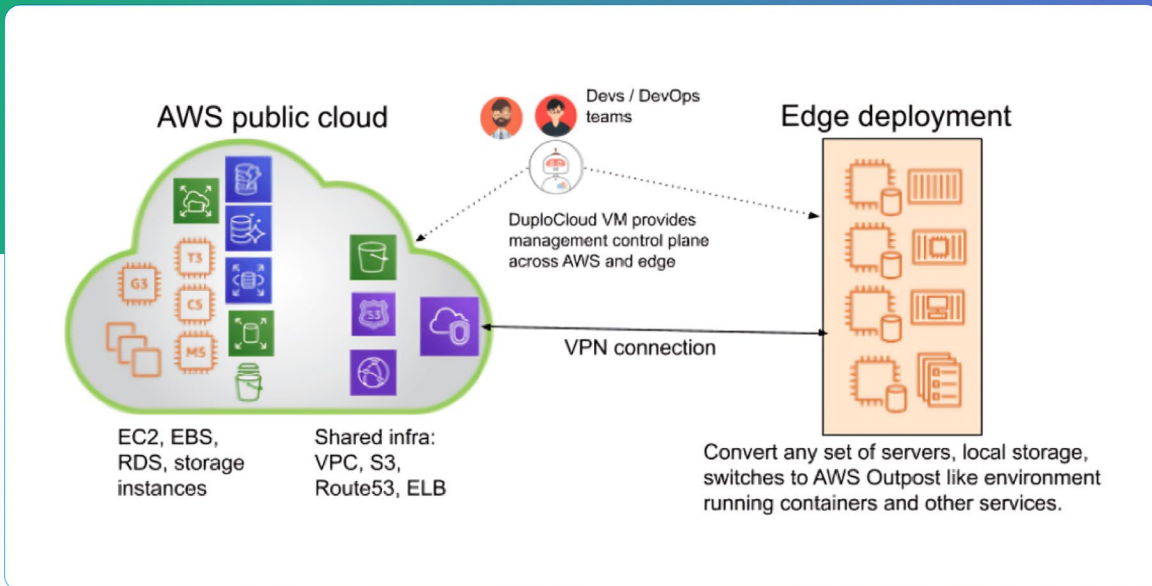 AWS public cloud
Devs / DevOps
teams
Edge deployment
DuploCloud VM provides
management control plane
across AWS and edge
T3
G3
C5
M5
S3
VPN connection
EC2, EBS,
RDS, storage
instances
Shared infra:
VPC, S3,
Route53, ELB
Convert any set of servers, local storage,
switches to AWS Outpost like environment
running containers and other services.